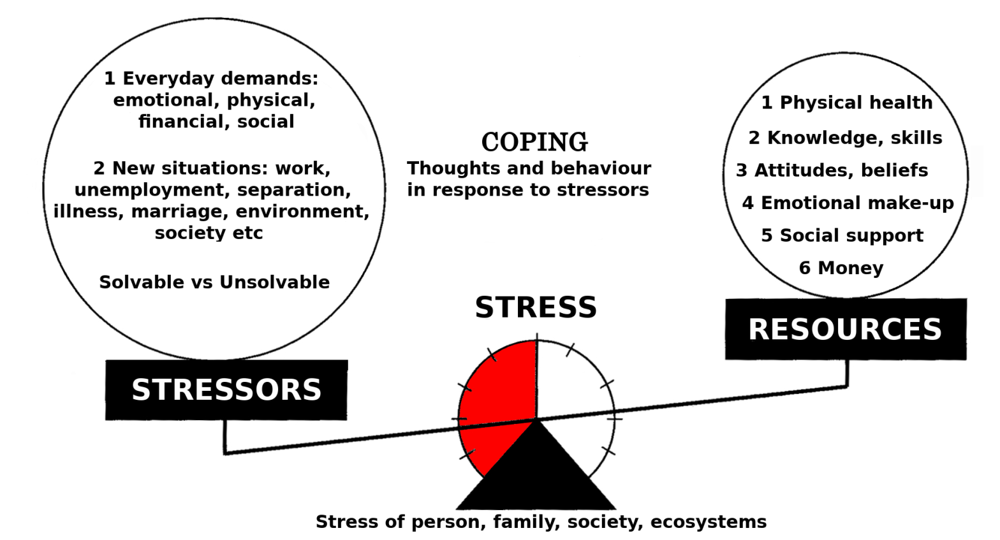 1 Everyday demands:
emotional, physical,
financial, social
2 New situations: work,
unemployment, separation,
illness, marriage, environment,
society etc
Solvable vs Unsolvable
STRESSORS
COPING
Thoughts and behaviour
in response to stressors
STRESS
1 Physical health
2 Knowledge, skills
3 Attitudes, beliefs
4 Emotional make-up
5 Social support
6 Money
RESOURCES
Stress of person, family, society, ecosystems